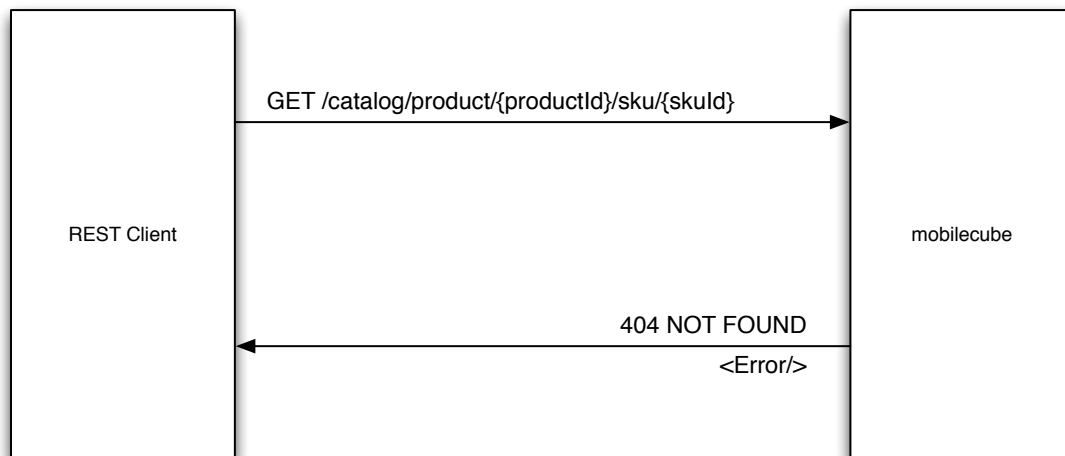 GET /catalog/product/{productId}/sku/{skuId}
REST Client
mobilecube
404 NOT FOUND
<Error/>